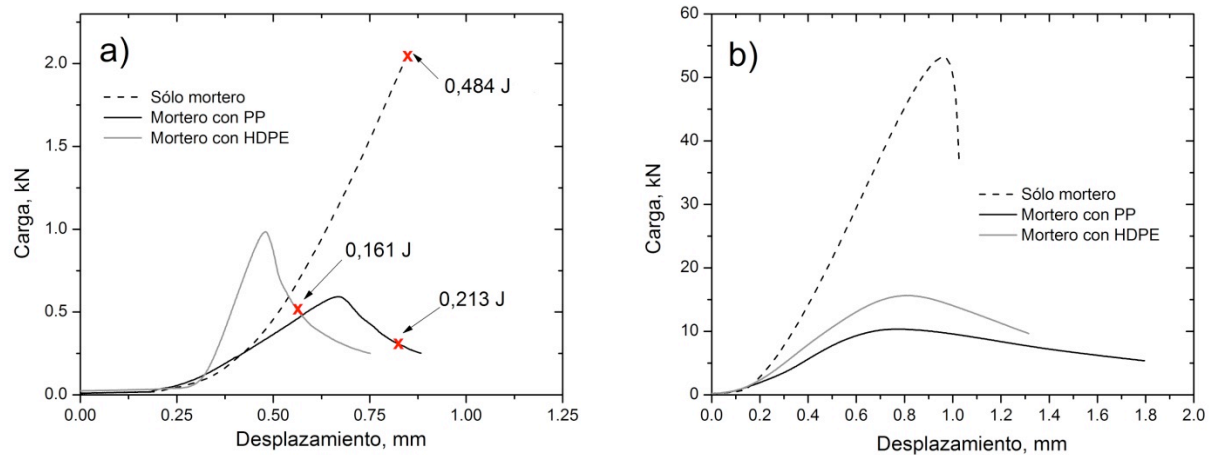 a)
2.0
1.5
1.0
0.5
0.0
Carga, kN
Sólo mortero
Mortero con PP
Mortero con HDPE
x
0,484 J
x
0,161 J
x
0,213 J
0.00 0.25 0.50 0.75 1.00 1.25
Desplazamiento, mm
b)
60
50
40
30
20
10
0
Carga, kN
Sólo mortero
Mortero con PP
Mortero con HDPE
0.0 0.2 0.4 0.6 0.8 1.0 1.2 1.4 1.6 1.8 2.0
Desplazamiento, mm